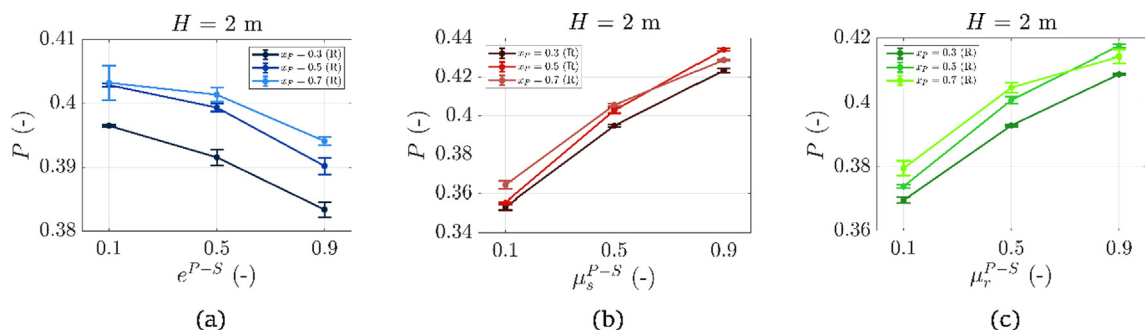 H = 2 m
0.41
0.4
0.39
0.38
P (-)
x_P = 0.3 (R)
x_P = 0.5 (R)
x_P = 0.7 (R)
0.1 0.5 0.9
e^{P-S} (-)
(a)
H = 2 m
0.44
0.42
0.4
0.38
0.36
0.34
P (-)
x_P = 0.3 (R)
x_P = 0.5 (R)
x_P = 0.7 (R)
0.1 0.5 0.9
μ_s^{P-S} (-)
(b)
H = 2 m
0.42
0.4
0.38
0.36
P (-)
x_P = 0.3 (R)
x_P = 0.5 (R)
x_P = 0.7 (R)
0.1 0.5 0.9
μ_r^{P-S} (-)
(c)